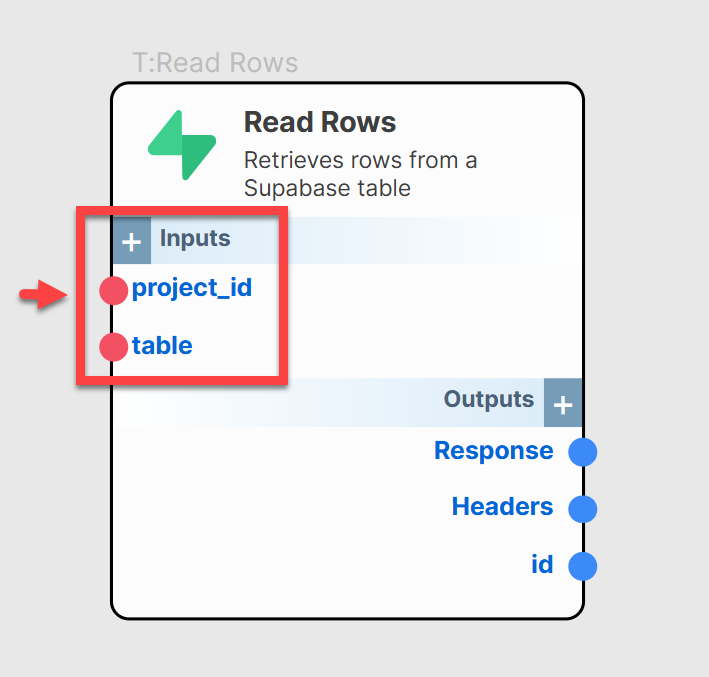 T:Read Rows
Read Rows
Retrieves rows from a
Supabase table
+ Inputs
project_id
table
Outputs +
Response
Headers
id